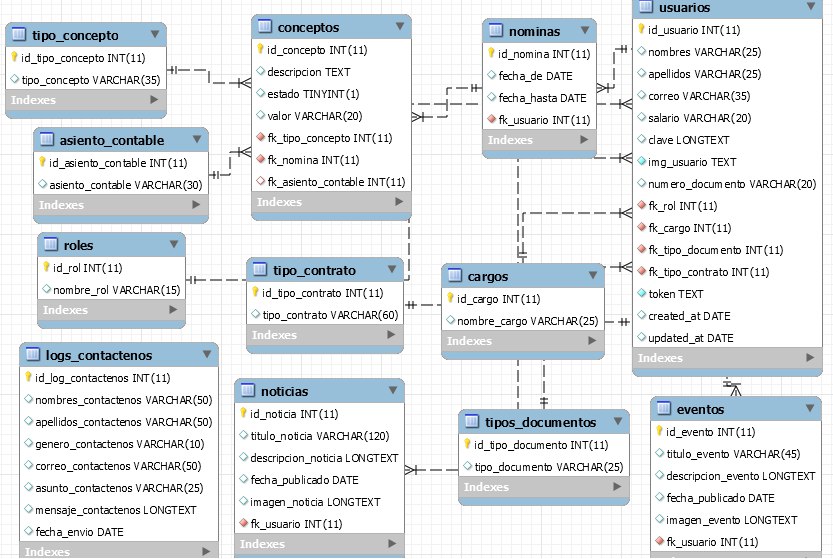 tipo_concepto
id_tipo_concepto INT(11)
tipo_concepto VARCHAR(35)
Indexes
conceptos
id_concepto INT(11)
descripcion TEXT
estado TINYINT(1)
valor VARCHAR(20)
fk_tipo_concepto INT(11)
fk_nomina INT(11)
fk_asiento_contable INT(11)
Indexes
nominas
id_nomina INT(11)
fecha_de DATE
fecha_hasta DATE
fk_usuario INT(11)
Indexes
usuarios
id_usuario INT(11)
nombres VARCHAR(25)
apellidos VARCHAR(25)
correo VARCHAR(35)
salario VARCHAR(20)
clave LONGTEXT
img_usuario TEXT
numero_documento VARCHAR(20)
fk_rol INT(11)
fk_cargo INT(11)
fk_tipo_documento INT(11)
fk_tipo_contrato INT(11)
token TEXT
created_at DATE
updated_at DATE
Indexes
asiento_contable
id_asiento_contable INT(11)
asiento_contable VARCHAR(30)
Indexes
roles
id_rol INT(11)
nombre_rol VARCHAR(15)
Indexes
tipo_contrato
id_tipo_contrato INT(11)
tipo_contrato VARCHAR(60)
Indexes
cargos
id_cargo INT(11)
nombre_cargo VARCHAR(25)
Indexes
logs_contactenos
id_log_contactenos INT(11)
nombres_contactenos VARCHAR(50)
apellidos_contactenos VARCHAR(50)
genero_contactenos VARCHAR(10)
correo_contactenos VARCHAR(50)
asunto_contactenos VARCHAR(25)
mensaje_contactenos LONGTEXT
fecha_envio DATE
Indexes
noticias
id_noticia INT(11)
titulo_noticia VARCHAR(120)
descripcion_noticia LONGTEXT
fecha_publicado DATE
imagen_noticia LONGTEXT
fk_usuario INT(11)
Indexes
tipos_documentos
id_tipo_documento INT(11)
tipo_documento VARCHAR(25)
Indexes
eventos
id_evento INT(11)
titulo_evento VARCHAR(45)
descripcion_evento LONGTEXT
fecha_publicado DATE
imagen_evento LONGTEXT
fk_usuario INT(11)